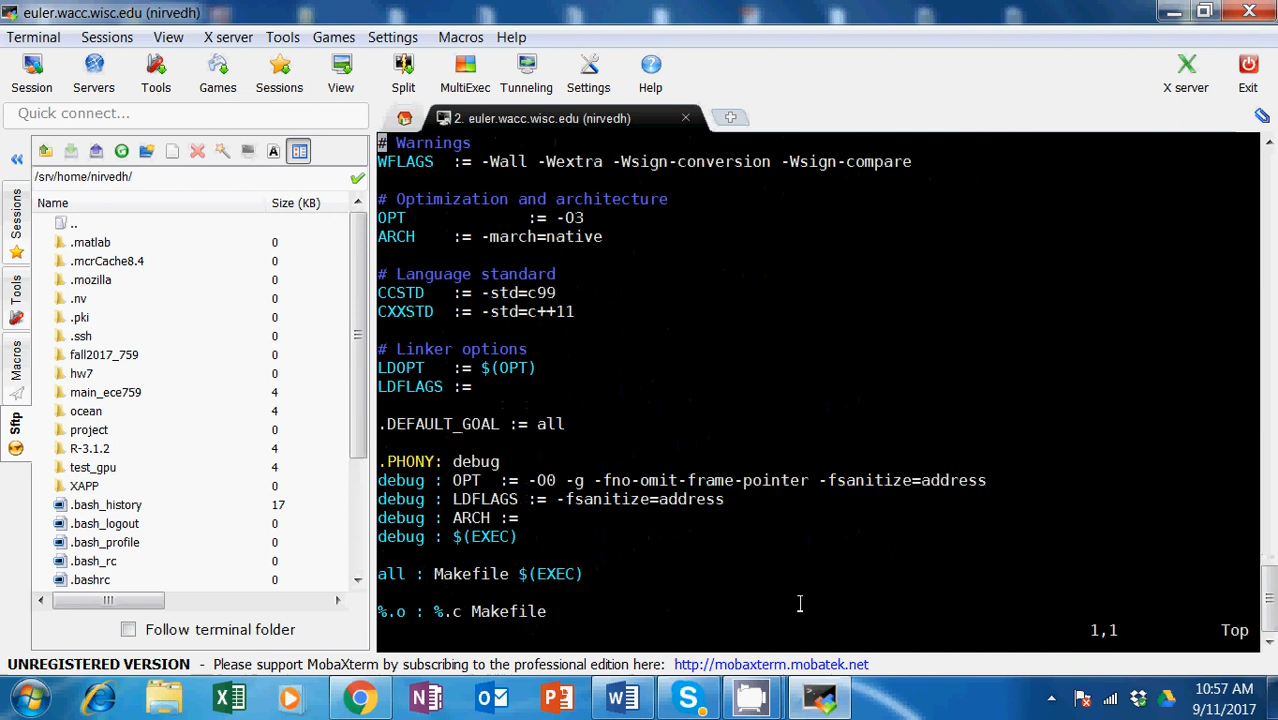 euler.wacc.wisc.edu (nirvedh)
Terminal Sessions View X server Tools Games Settings Macros Help
Session Servers Tools Games Sessions View Split MultiExec Tunneling Settings Help X server Exit
Quick connect...
2. euler.wacc.wisc.edu (nirvedh)
/srv/home/nirvedh/
Name Size (KB)
..
.matlab 0
.mcrCache8.4 0
.mozilla 0
.nv 0
.pki 0
.ssh 0
fall2017_759 0
hw7 0
main_ece759 4
ocean 4
project 4
R-3.1.2 4
test_gpu 4
XAPP 0
.bash_history 17
.bash_logout 0
.bash_profile 0
.bash_rc 0
.bashrc 0
Follow terminal folder
Sessions
Tools
Macros
Sftp
# Warnings
WFLAGS := -Wall -Wextra -Wsign-conversion -Wsign-compare
# Optimization and architecture
OPT := -O3
ARCH := -march=native
# Language standard
CCSTD := -std=c99
CXXSTD := -std=c++11
# Linker options
LDOPT := $(OPT)
LDFLAGS :=
.DEFAULT_GOAL := all
.PHONY: debug
debug : OPT := -O0 -g -fno-omit-frame-pointer -fsanitize=address
debug : LDFLAGS := -fsanitize=address
debug : ARCH :=
debug : $(EXEC)
all : Makefile $(EXEC)
%.o : %.c Makefile
1,1 Top
UNREGISTERED VERSION - Please support MobaXterm by subscribing to the professional edition here: http://mobaxterm.mobatek.net
10:57 AM
9/11/2017